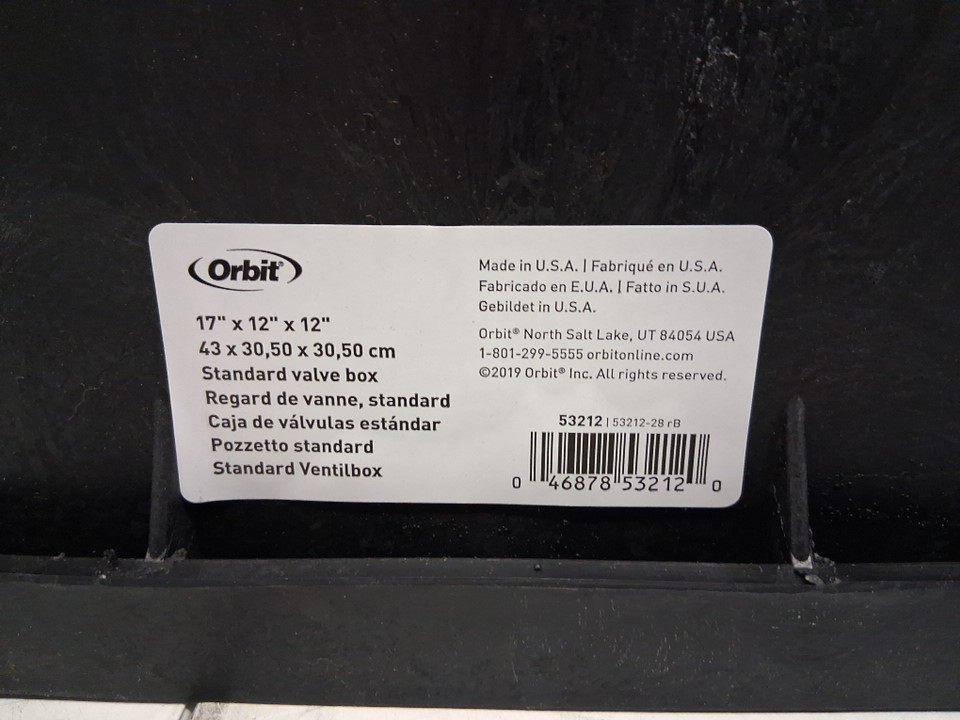 Orbit®
17" x 12" x 12"
43 x 30,50 x 30,50 cm
Standard valve box
Regard de vanne, standard
Caja de válvulas estándar
Pozzetto standard
Standard Ventilbox
Made in U.S.A. | Fabriqué en U.S.A.
Fabricado en E.U.A. | Fatto in S.U.A.
Gebildet in U.S.A.
Orbit® North Salt Lake, UT 84054 USA
1-801-299-5555 orbitonline.com
©2019 Orbit® Inc. All rights reserved.
53212 | 53212-28 rB
0 46878 53212 0